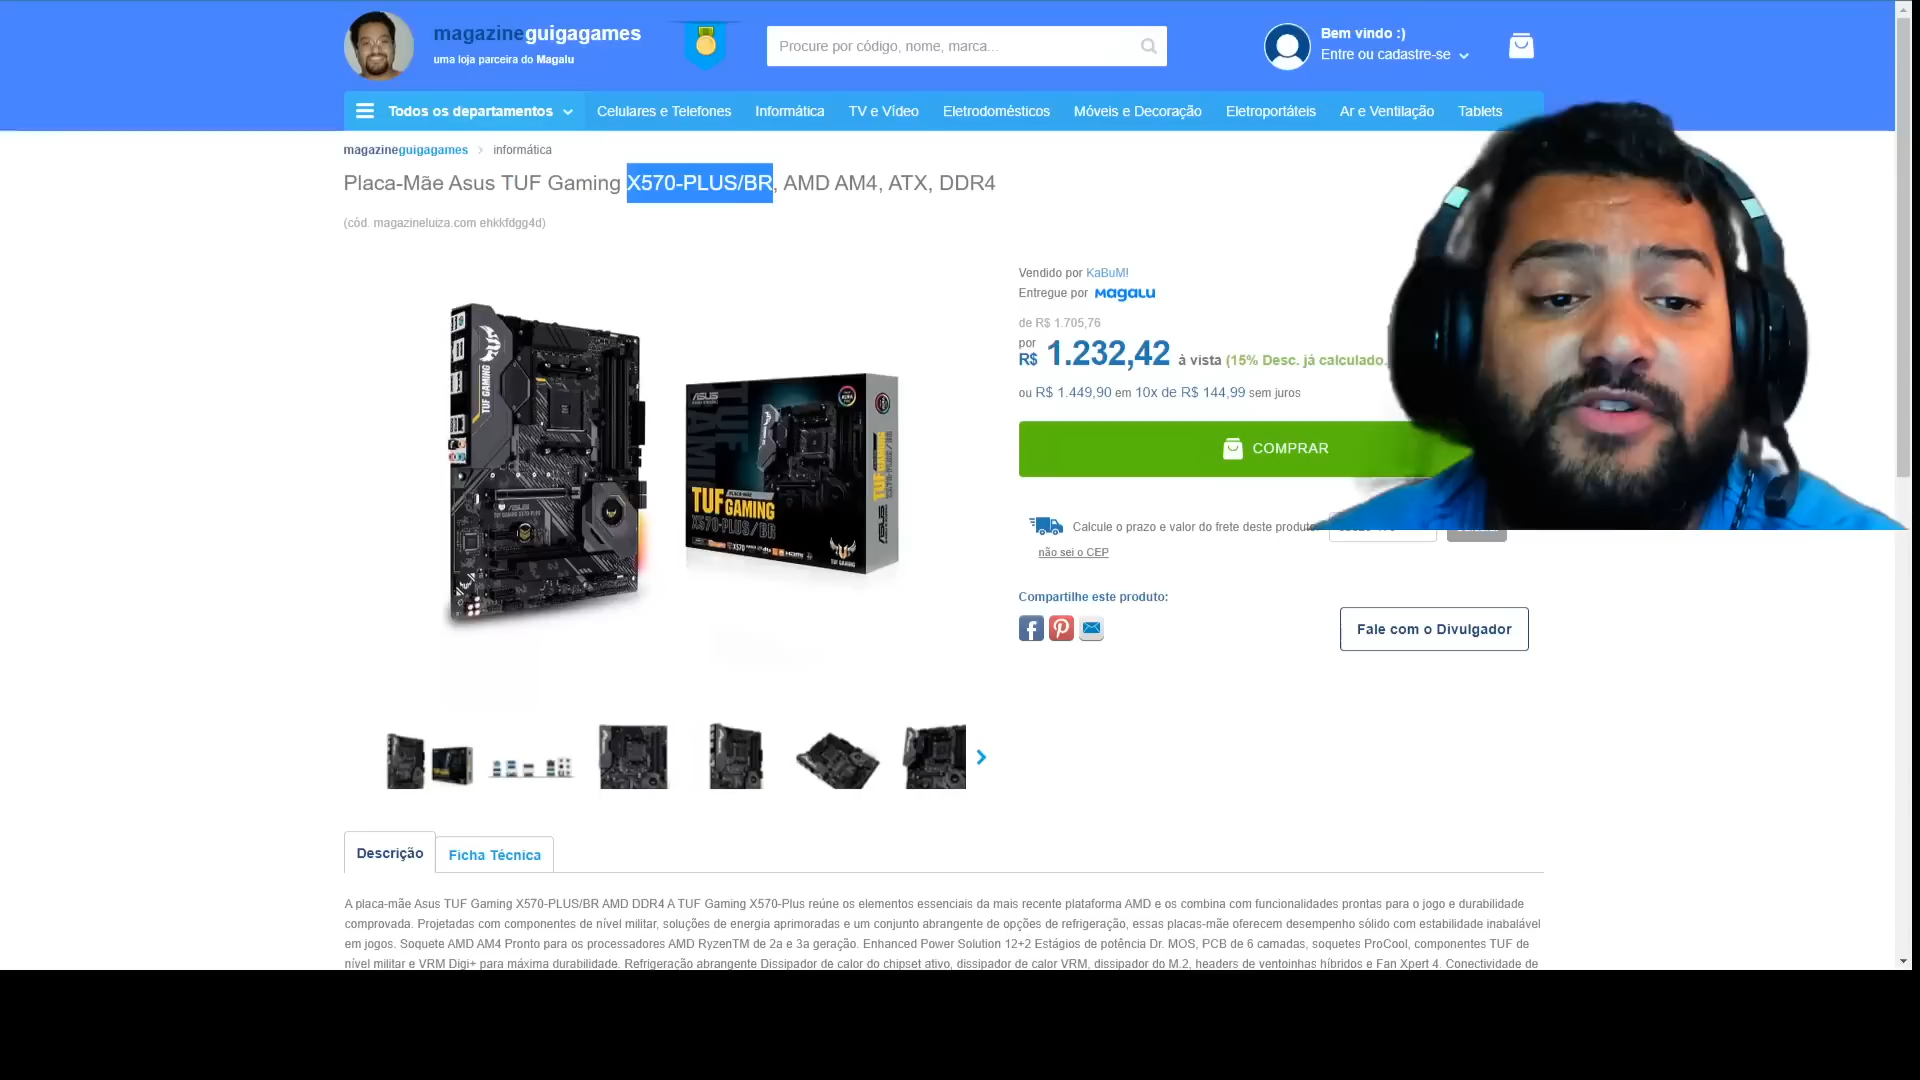 magazineguigagames
uma loja parceira do Magalu
Procure por código, nome, marca...
Bem vindo :)
Entre ou cadastre-se
Todos os departamentos
Celulares e Telefones
Informática
TV e Vídeo
Eletrodomésticos
Móveis e Decoração
Eletroportáteis
Ar e Ventilação
Tablets
magazineguigagames > informática
Placa-Mãe Asus TUF Gaming X570-PLUS/BR, AMD AM4, ATX, DDR4
(cód. magazineluiza.com ehkkfdgg4d)
Vendido por KaBuM!
Entregue por Magalu
de R$ 1.705,76
por
R$ 1.232,42 à vista (15% Desc. já calculado.
ou R$ 1.449,90 em 10x de R$ 144,99 sem juros
COMPRAR
Calcule o prazo e valor do frete deste produto
não sei o CEP
Compartilhe este produto:
Fale com o Divulgador
TUF GAMING
ASUS
TUF GAMING
PLACA-MÃE
TUF GAMING
X570-PLUS/BR
X570
HDMI
ASUS
TUF GAMING
Descrição
Ficha Técnica
A placa-mãe Asus TUF Gaming X570-PLUS/BR AMD DDR4 A TUF Gaming X570-Plus reúne os elementos essenciais da mais recente plataforma AMD e os combina com funcionalidades prontas para o jogo e durabilidade
comprovada. Projetadas com componentes de nível militar, soluções de energia aprimoradas e um conjunto abrangente de opções de refrigeração, essas placas-mãe oferecem desempenho sólido com estabilidade inabalável
em jogos. Soquete AMD AM4 Pronto para os processadores AMD RyzenTM de 2a e 3a geração. Enhanced Power Solution 12+2 Estágios de potência Dr. MOS, PCB de 6 camadas, soquetes ProCool, componentes TUF de
nível militar e VRM Digi+ para máxima durabilidade. Refrigeração abrangente Dissipador de calor do chipset ativo, dissipador de calor VRM, dissipador do M.2, headers de ventoinhas híbridos e Fan Xpert 4. Conectividade de